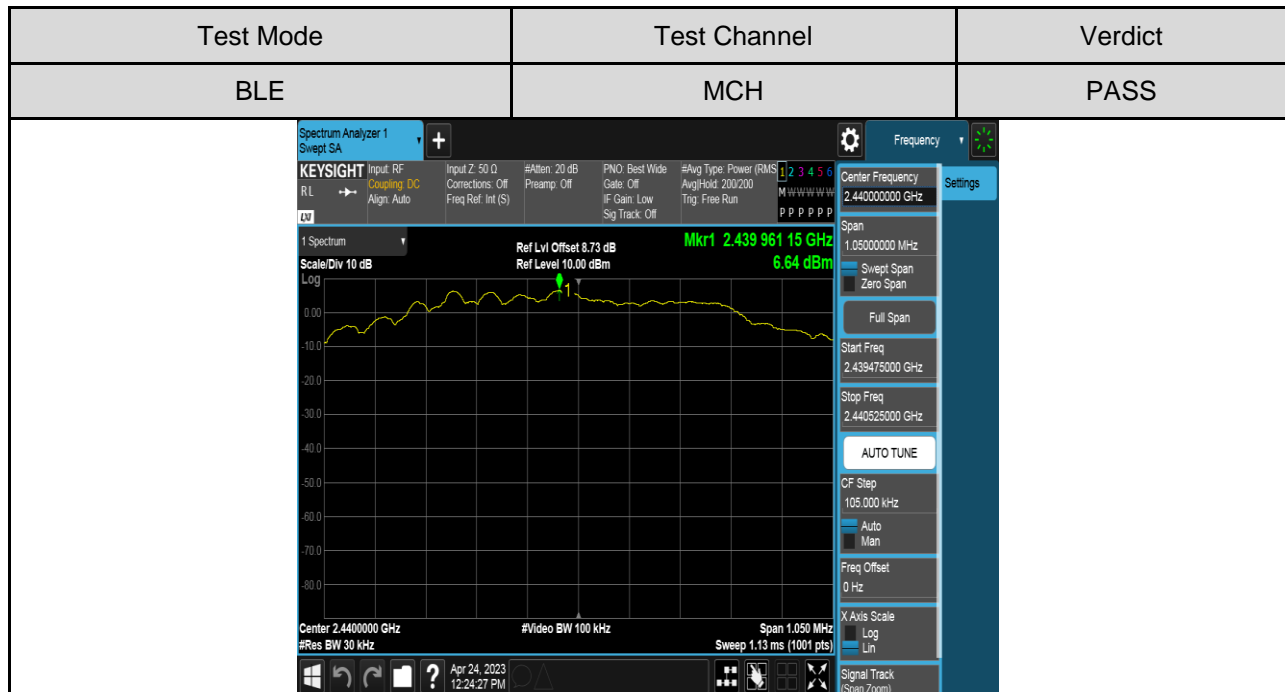 Test Mode Test Channel Verdict
BLE MCH PASS
Spectrum Analyzer 1
Swept SA
+
Frequency
KEYSIGHT Input: RF Input Z: 50 Ω #Atten: 20 dB PNO: Best Wide #Avg Type: Power (RMS 1 2 3 4 5 6
RL Coupling: DC Corrections: Off Preamp: Off Gate: Off Avg|Hold: 200/200 M W W W W W
Align: Auto Freq Ref: Int (S) IF Gain: Low Trig: Free Run
LXI Sig Track: Off P P P P P P
1 Spectrum Ref Lvl Offset 8.73 dB Mkr1 2.439 961 15 GHz
Scale/Div 10 dB Ref Level 10.00 dBm 6.64 dBm
Log
1
0.00
-10.0
-20.0
-30.0
-40.0
-50.0
-60.0
-70.0
-80.0
Center 2.4400000 GHz #Video BW 100 kHz Span 1.050 MHz
#Res BW 30 kHz Sweep 1.13 ms (1001 pts)
? Apr 24, 2023
12:24:27 PM
Center Frequency
2.440000000 GHz
Settings
Span
1.05000000 MHz
Swept Span
Zero Span
Full Span
Start Freq
2.439475000 GHz
Stop Freq
2.440525000 GHz
AUTO TUNE
CF Step
105.000 kHz
Auto
Man
Freq Offset
0 Hz
X Axis Scale
Log
Lin
Signal Track
(Span Zoom)